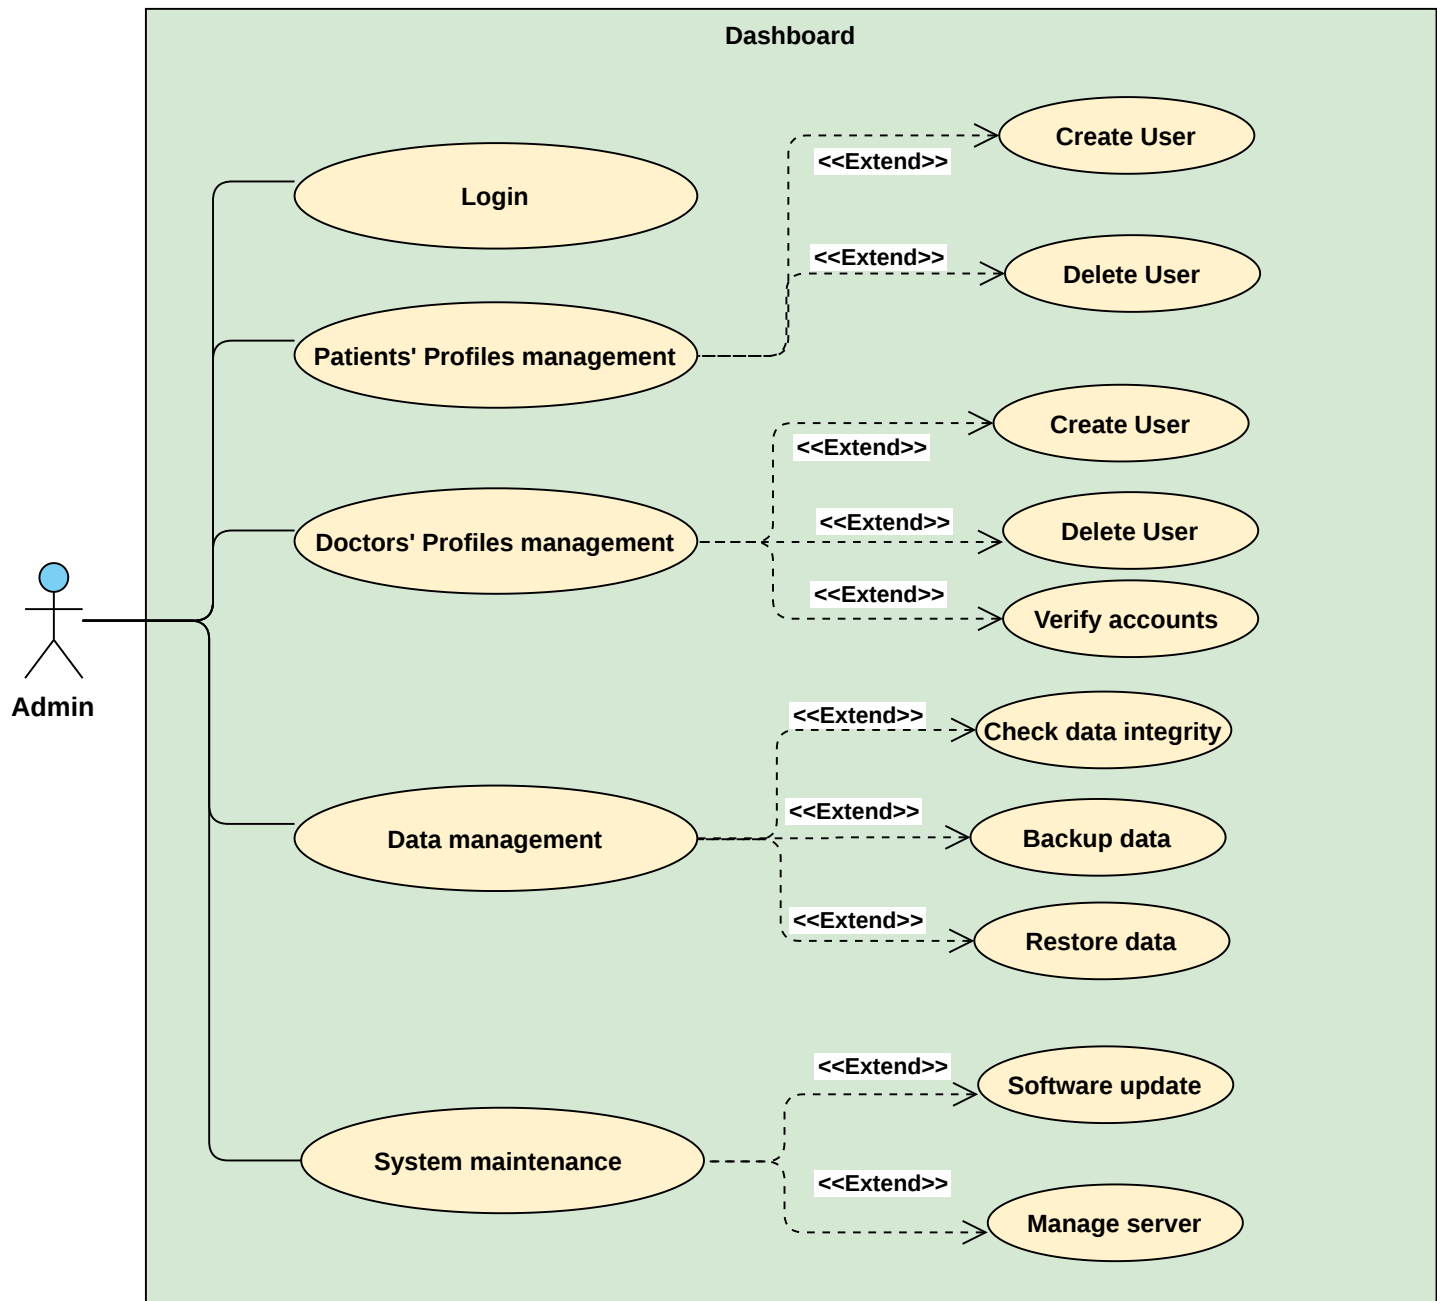 Dashboard
Create User
<<Extend>>
Login
<<Extend>>
Delete User
Patients' Profiles management
Create User
<<Extend>>
<<Extend>>
Delete User
Doctors' Profiles management
<<Extend>>
Verify accounts
Admin
<<Extend>>
Check data integrity
<<Extend>>
Backup data
Data management
<<Extend>>
Restore data
<<Extend>>
Software update
System maintenance
<<Extend>>
Manage server